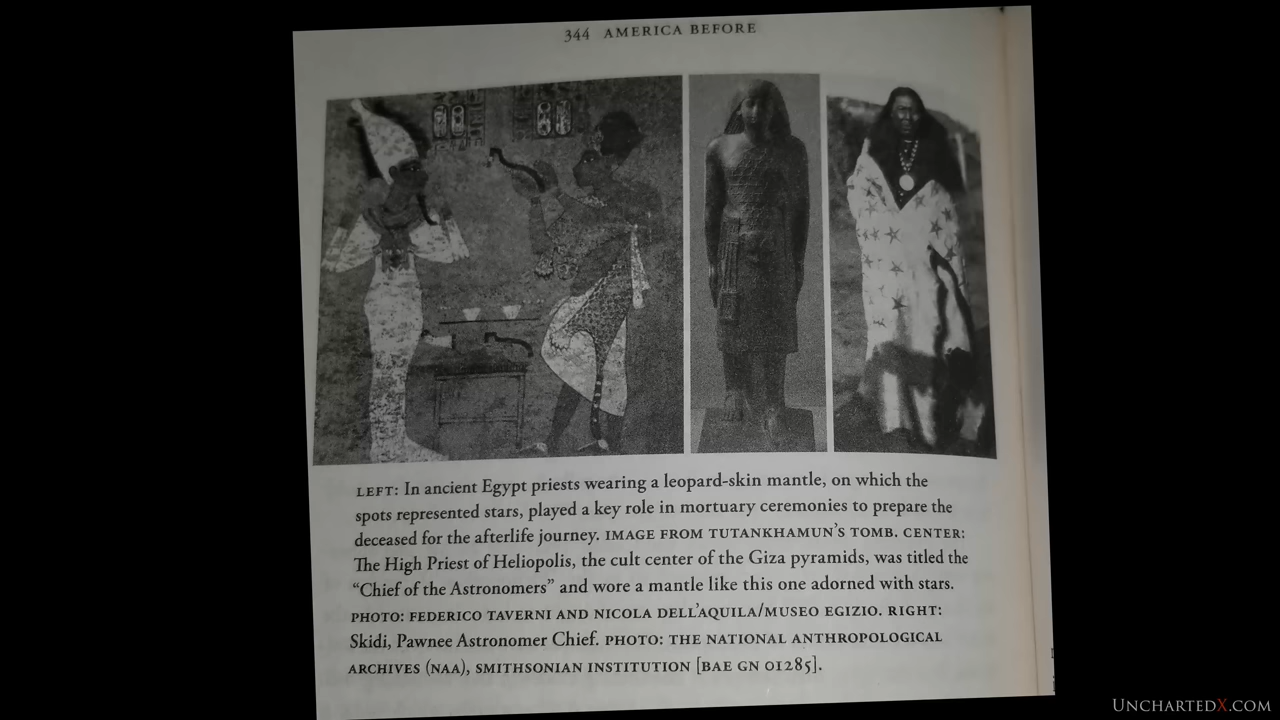 344 AMERICA BEFORE
LEFT: In ancient Egypt priests wearing a leopard-skin mantle, on which the
spots represented stars, played a key role in mortuary ceremonies to prepare the
deceased for the afterlife journey. IMAGE FROM TUTANKHAMUN'S TOMB. CENTER:
The High Priest of Heliopolis, the cult center of the Giza pyramids, was titled the
“Chief of the Astronomers” and wore a mantle like this one adorned with stars.
PHOTO: FEDERICO TAVERNI AND NICOLA DELL'AQUILA/MUSEO EGIZIO. RIGHT:
Skidi, Pawnee Astronomer Chief. PHOTO: THE NATIONAL ANTHROPOLOGICAL
ARCHIVES (NAA), SMITHSONIAN INSTITUTION [BAE GN 01285].
UNCHARTEDX.COM